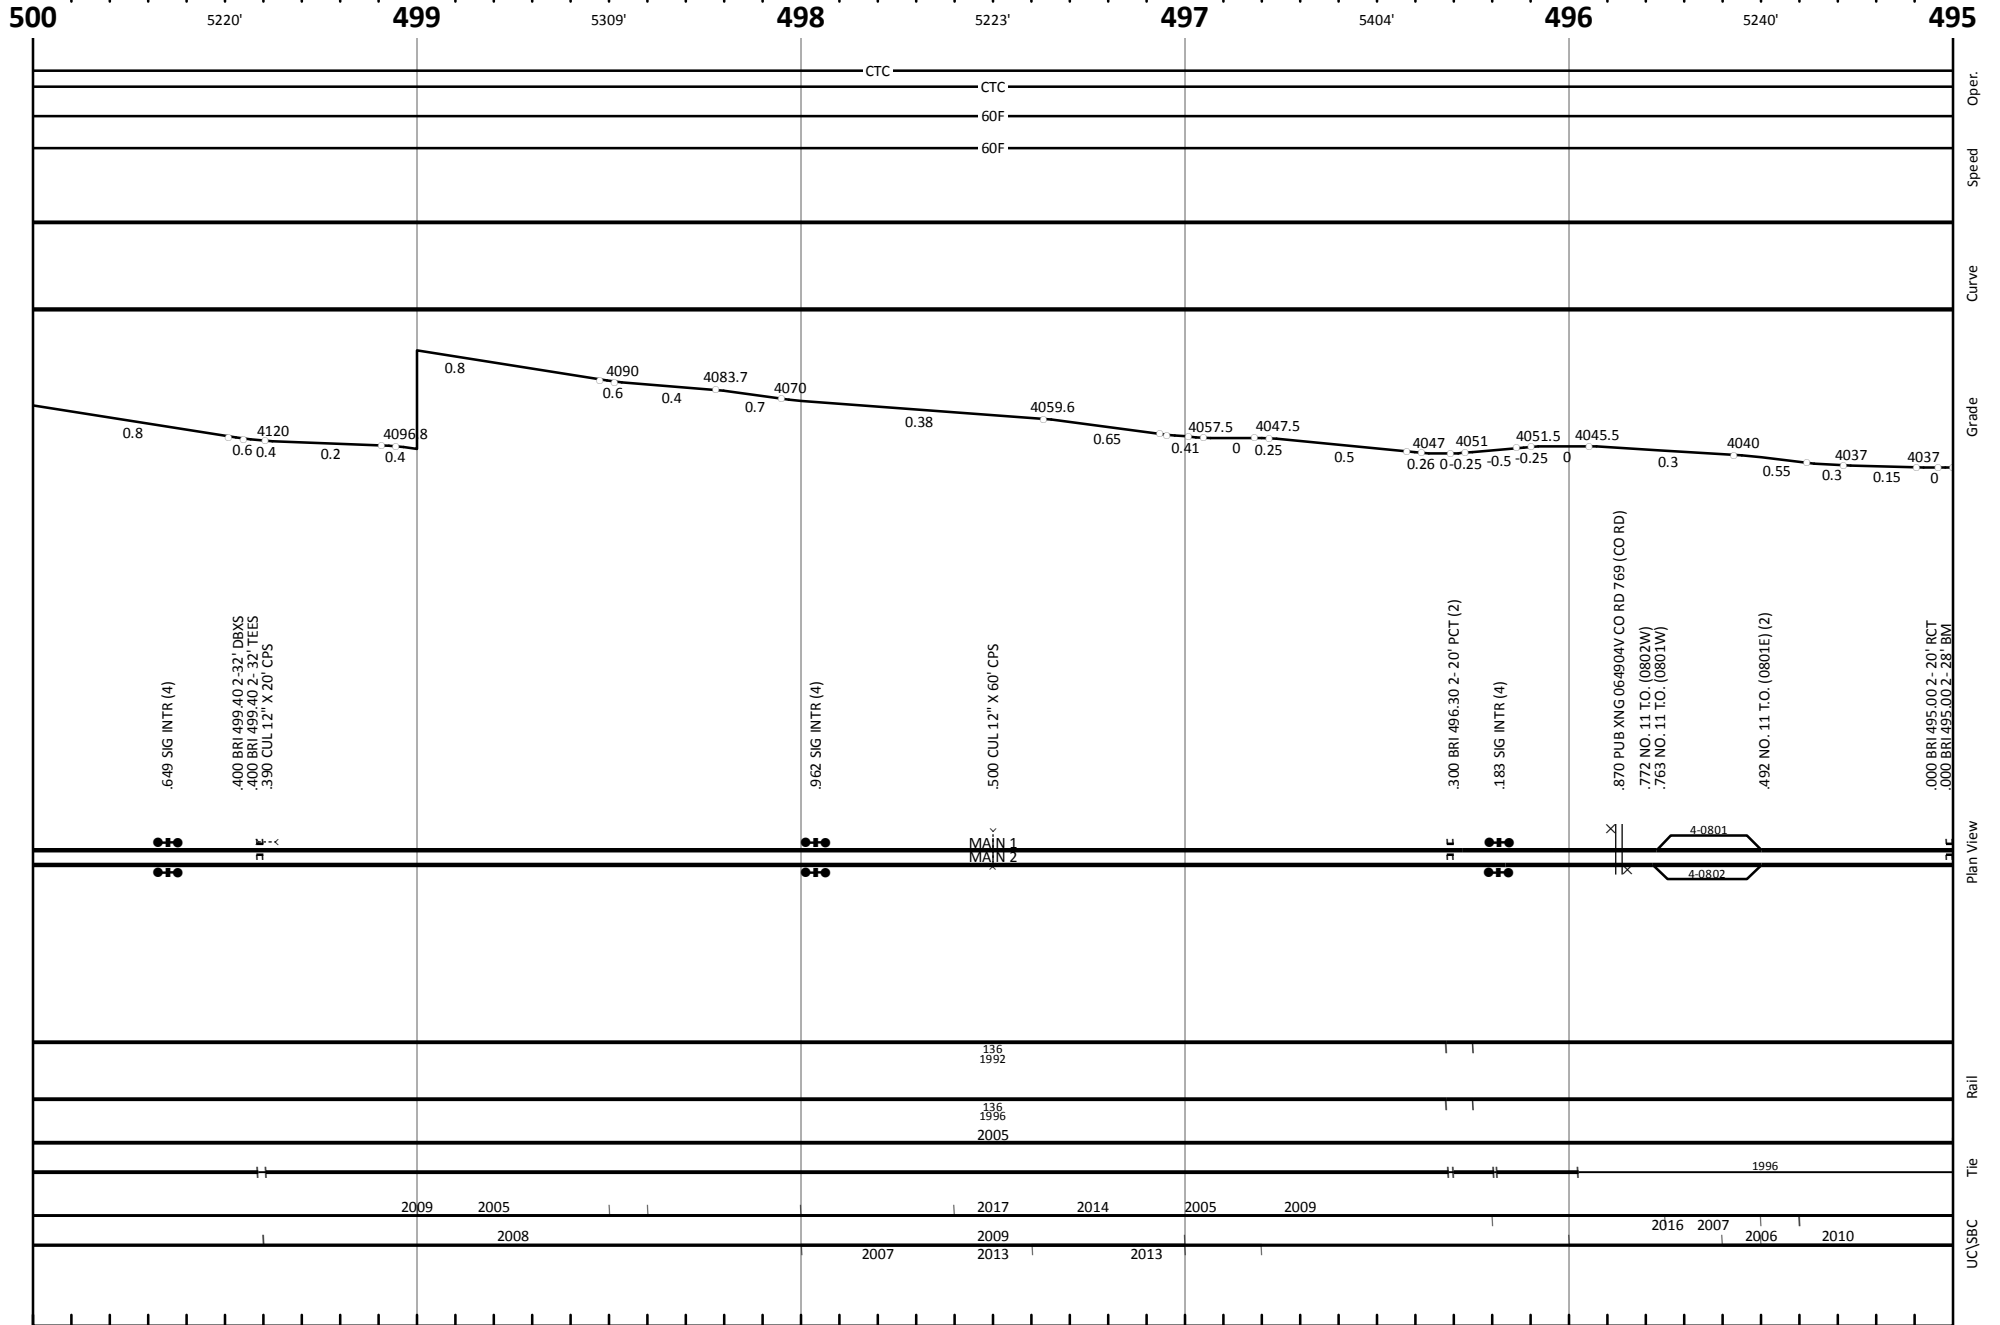 500 5220' 499 5309' 498 5223' 497 5404' 496 5240' 495
CTC
CTC
Oper.
60F
60F
Speed
Curve
Grade
4120 4096.8 4090 4083.7 4070 4059.6 4057.5 4047.5 4047 4051 4051.5 4045.5 4040 4037 4037
0.8 0.6 0.4 0.2 0.4 0.8 0.6 0.4 0.7 0.38 0.65 0.41 0 0.25 0.5 0.26 0 -0.25 -0.5 -0.25 0 0.3 0.55 0.3 0.15 0
.649 SIG INTR (4)
.400 BRI 499.40 2-32' DBXS
.400 BRI 499.40 2- 32' TEES
.390 CUL 12" X 20' CPS
.962 SIG INTR (4)
.500 CUL 12" X 60' CPS
.300 BRI 496.30 2- 20' PCT (2)
.183 SIG INTR (4)
.870 PUB XNG 064904V CO RD 769 (CO RD)
.772 NO. 11 T.O. (0802W)
.763 NO. 11 T.O. (0801W)
.492 NO. 11 T.O. (0801E) (2)
.000 BRI 495.00 2- 20' RCT
.000 BRI 495.00 2- 28' BM
MAIN 1
MAIN 2
4-0801
4-0802
Plan View
136
1992
136
1996
Rail
2005
1996
Tie
2009 2005 2017 2014 2005 2009
2016 2007
2008 2009 2006 2010
2007 2013 2013
UC\SBC